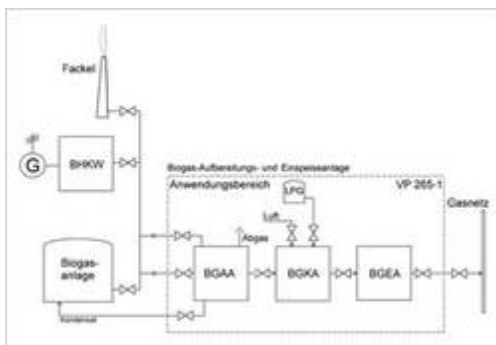 Fackel
BHKW
G
Biogas-Aufbereitungs- und Einspeiseanlage
Anwendungsbereich
VP 265-1
LPG
Gasnetz
Luft
Abgas
Biogas-
anlage
BGAA
BGKA
BGEA
Kondensat